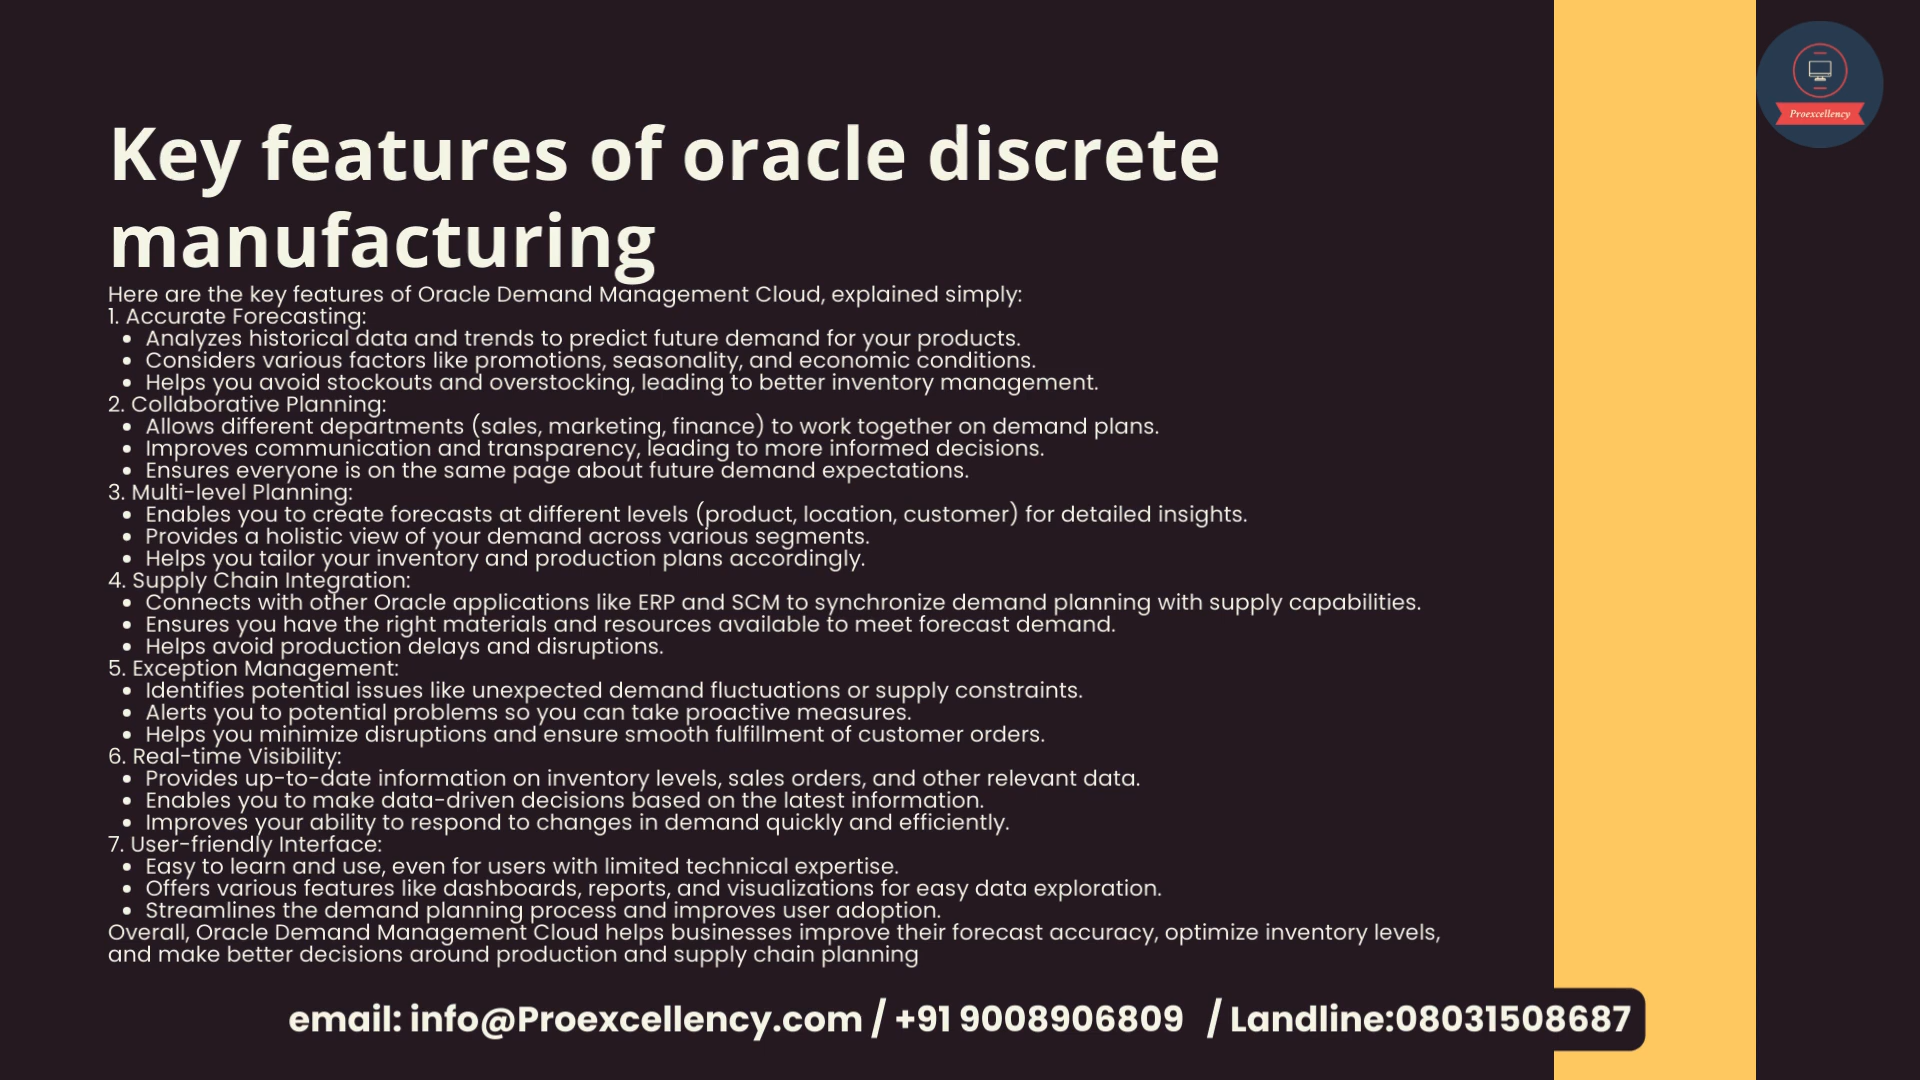 Proexcellency
Key features of oracle discrete
manufacturing
Here are the key features of Oracle Demand Management Cloud, explained simply:
1. Accurate Forecasting:
• Analyzes historical data and trends to predict future demand for your products.
• Considers various factors like promotions, seasonality, and economic conditions.
• Helps you avoid stockouts and overstocking, leading to better inventory management.
2. Collaborative Planning:
• Allows different departments (sales, marketing, finance) to work together on demand plans.
• Improves communication and transparency, leading to more informed decisions.
• Ensures everyone is on the same page about future demand expectations.
3. Multi-level Planning:
• Enables you to create forecasts at different levels (product, location, customer) for detailed insights.
• Provides a holistic view of your demand across various segments.
• Helps you tailor your inventory and production plans accordingly.
4. Supply Chain Integration:
• Connects with other Oracle applications like ERP and SCM to synchronize demand planning with supply capabilities.
• Ensures you have the right materials and resources available to meet forecast demand.
• Helps avoid production delays and disruptions.
5. Exception Management:
• Identifies potential issues like unexpected demand fluctuations or supply constraints.
• Alerts you to potential problems so you can take proactive measures.
• Helps you minimize disruptions and ensure smooth fulfillment of customer orders.
6. Real-time Visibility:
• Provides up-to-date information on inventory levels, sales orders, and other relevant data.
• Enables you to make data-driven decisions based on the latest information.
• Improves your ability to respond to changes in demand quickly and efficiently.
7. User-friendly Interface:
• Easy to learn and use, even for users with limited technical expertise.
• Offers various features like dashboards, reports, and visualizations for easy data exploration.
• Streamlines the demand planning process and improves user adoption.
Overall, Oracle Demand Management Cloud helps businesses improve their forecast accuracy, optimize inventory levels,
and make better decisions around production and supply chain planning
email: info@Proexcellency.com / +91 9008906809 / Landline:08031508687